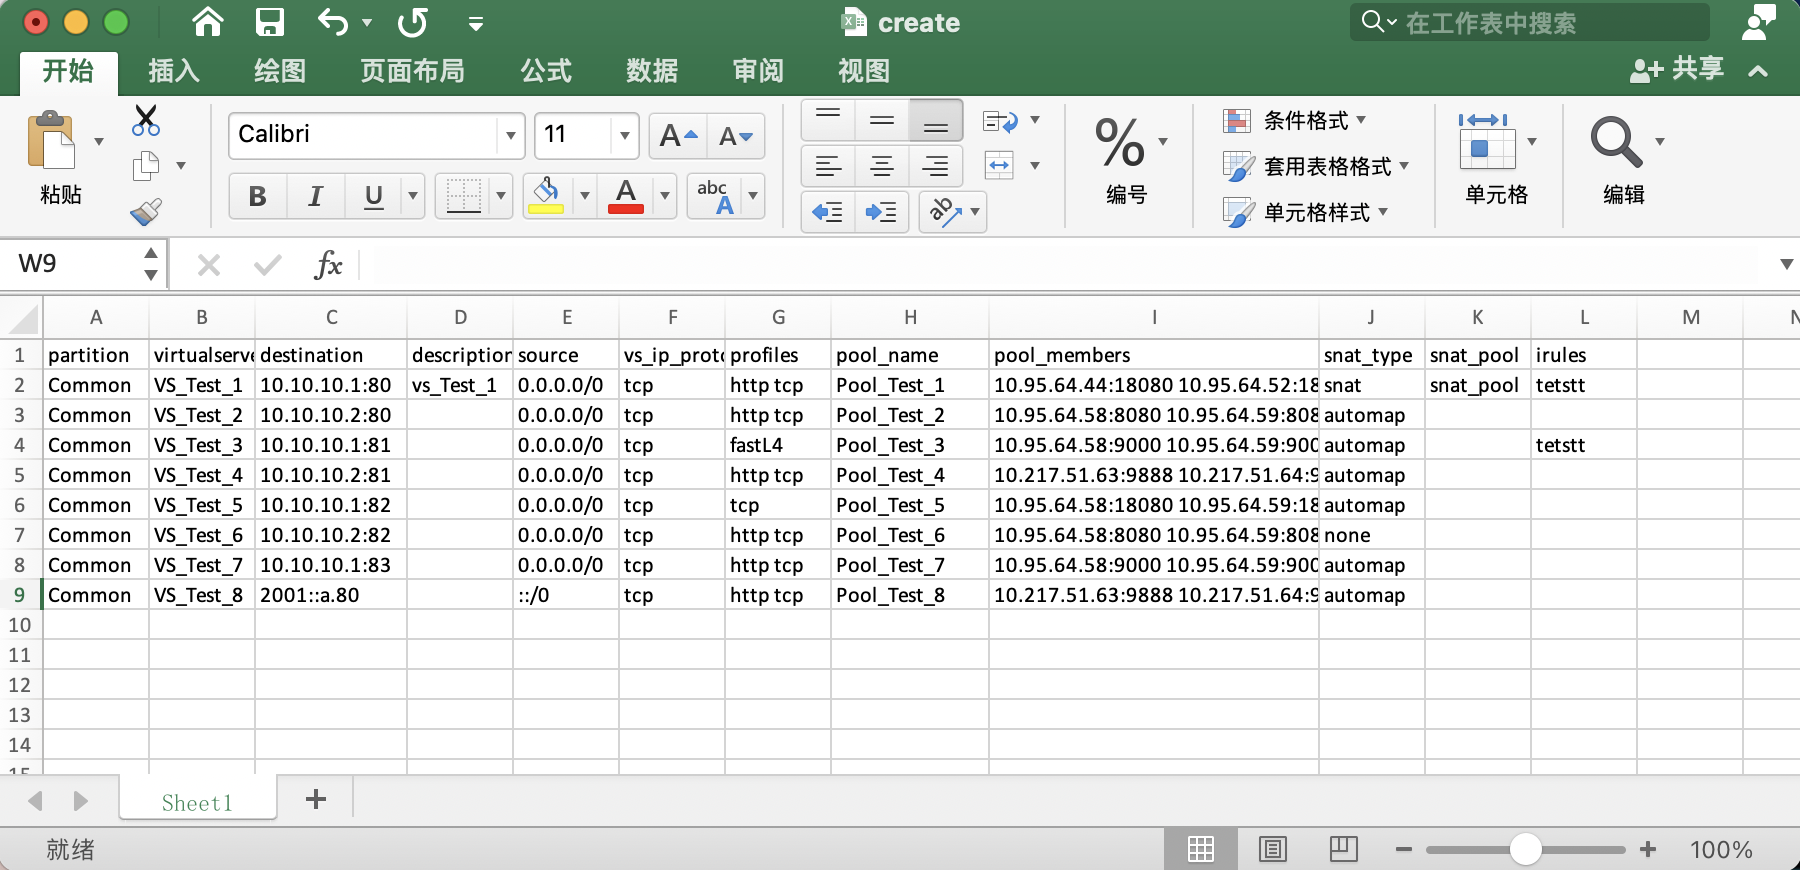 create
在工作表中搜索
开始 插入 绘图 页面布局 公式 数据 审阅 视图 共享
粘贴
Calibri 11 A A
B I U A abc A
ab
% 编号
条件格式
套用表格格式
单元格样式
单元格
编辑
W9 fx
A B C D E F G H I J K L M N
1 partition virtualserve destination description source vs_ip_proto profiles pool_name pool_members snat_type snat_pool irules
2 Common VS_Test_1 10.10.10.1:80 vs_Test_1 0.0.0.0/0 tcp http tcp Pool_Test_1 10.95.64.44:18080 10.95.64.52:18 snat snat_pool tetstt
3 Common VS_Test_2 10.10.10.2:80 0.0.0.0/0 tcp http tcp Pool_Test_2 10.95.64.58:8080 10.95.64.59:808 automap
4 Common VS_Test_3 10.10.10.1:81 0.0.0.0/0 tcp fastL4 Pool_Test_3 10.95.64.58:9000 10.95.64.59:900 automap tetstt
5 Common VS_Test_4 10.10.10.2:81 0.0.0.0/0 tcp http tcp Pool_Test_4 10.217.51.63:9888 10.217.51.64:9 automap
6 Common VS_Test_5 10.10.10.1:82 0.0.0.0/0 tcp tcp Pool_Test_5 10.95.64.58:18080 10.95.64.59:18 automap
7 Common VS_Test_6 10.10.10.2:82 0.0.0.0/0 tcp http tcp Pool_Test_6 10.95.64.58:8080 10.95.64.59:808 none
8 Common VS_Test_7 10.10.10.1:83 0.0.0.0/0 tcp http tcp Pool_Test_7 10.95.64.58:9000 10.95.64.59:900 automap
9 Common VS_Test_8 2001::a.80 ::/0 tcp http tcp Pool_Test_8 10.217.51.63:9888 10.217.51.64:9 automap
10
11
12
13
14
15
Sheet1
就绪 100%